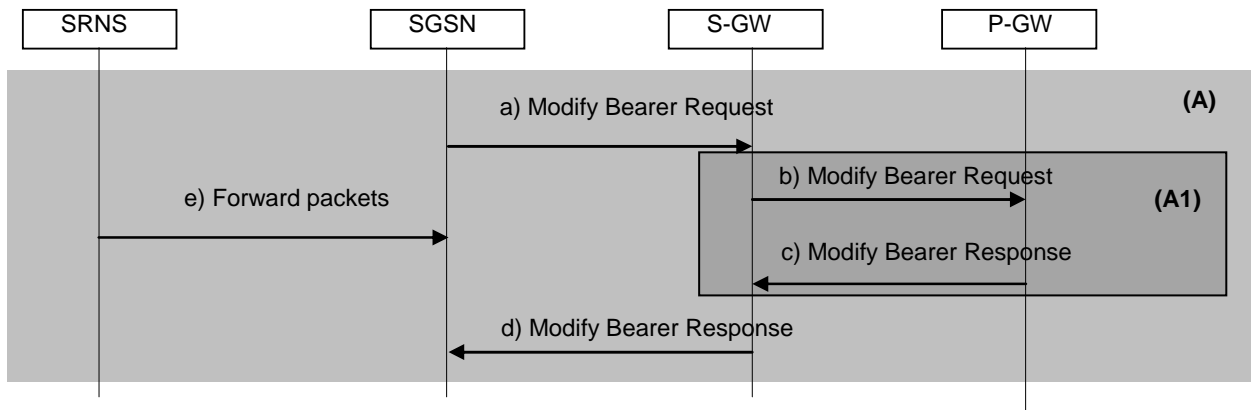 SRNS
SGSN
S-GW
P-GW
(A)
a) Modify Bearer Request
b) Modify Bearer Request
(A1)
e) Forward packets
c) Modify Bearer Response
d) Modify Bearer Response